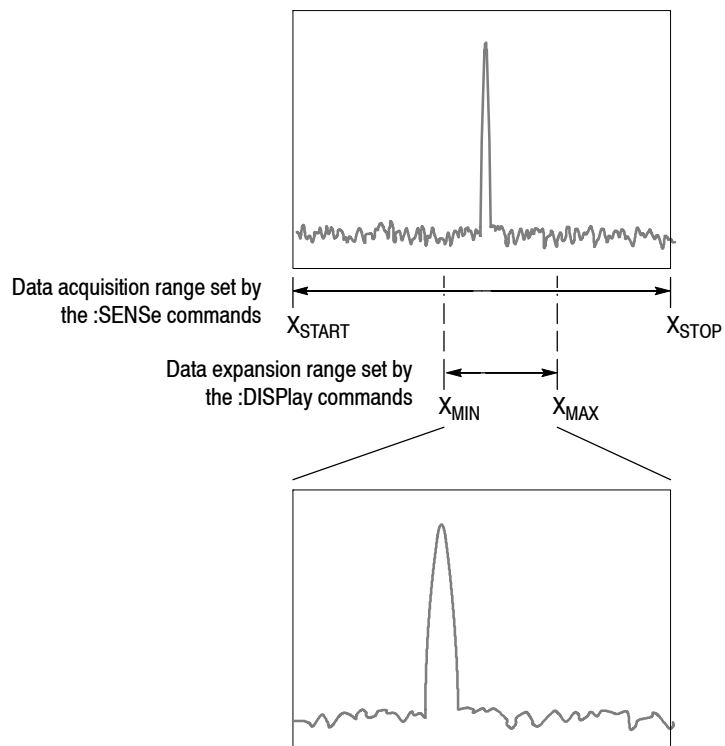 Data acquisition range set by
the :SENSe commands
XSTART
XSTOP
Data expansion range set by
the :DISPlay commands
XMIN
XMAX